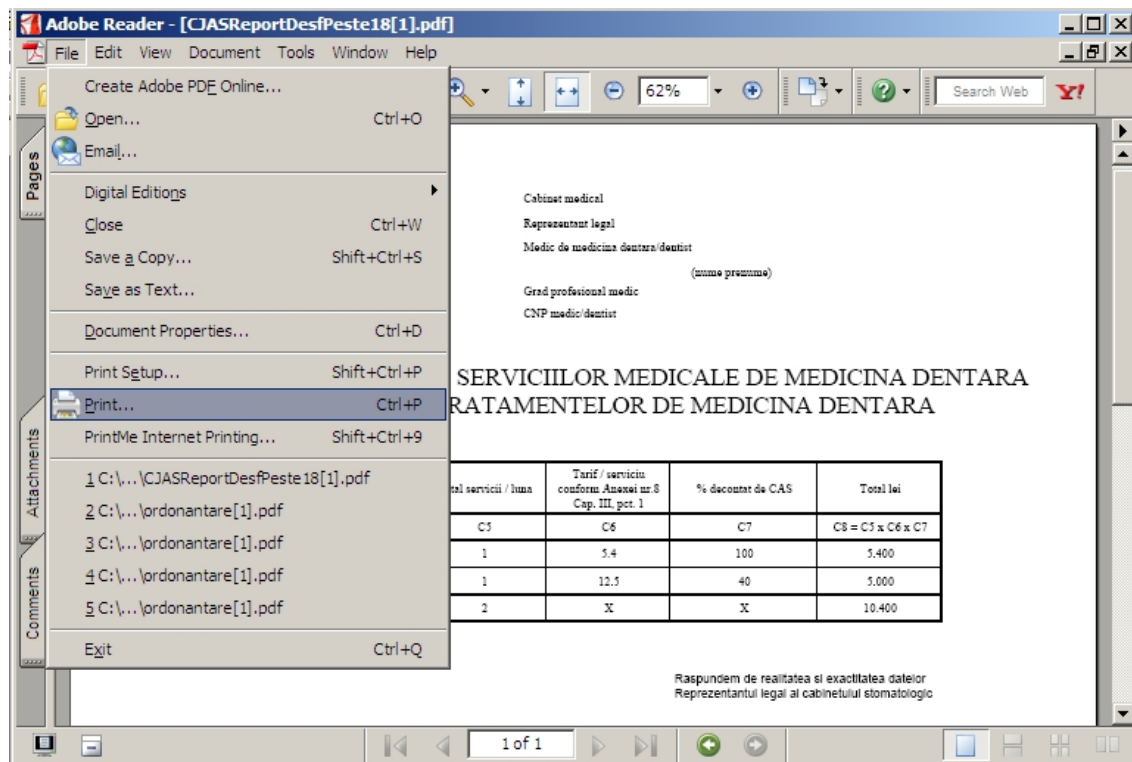 Adobe Reader - [CJASReportDesfPeste18[1].pdf]
File Edit View Document Tools Window Help
62% Search Web Y!
Create Adobe PDF Online...
Open... Ctrl+O
Email...
Digital Editions
Close Ctrl+W
Save a Copy... Shift+Ctrl+S
Save as Text...
Document Properties... Ctrl+D
Print Setup... Shift+Ctrl+P
Print... Ctrl+P
PrintMe Internet Printing... Shift+Ctrl+9
1 C:\...\CJASReportDesfPeste18[1].pdf
2 C:\...\ordonantare[1].pdf
3 C:\...\ordonantare[1].pdf
4 C:\...\ordonantare[1].pdf
5 C:\...\ordonantare[1].pdf
Exit Ctrl+Q
Pages
Attachments
Comments
Cabinet medical
Reprezentant legal
Medic de medicina dentara/dentist
(nume prenume)
Grad profesional medic
CNP medic/dentist
SERVICIILOR MEDICALE DE MEDICINA DENTARA
RATAMENTELOR DE MEDICINA DENTARA
tal servicii / luna
Tarif / serviciu
conform Anexei nr.8
Cap. III, pct. 1
% decontat de CAS
Total lei
C5 C6 C7 C8 = C5 x C6 x C7
1 5.4 100 5.400
1 12.5 40 5.000
2 X X 10.400
Raspundem de realitatea si exactitatea datelor
Reprezentantul legal al cabinetului stomatologic
1 of 1